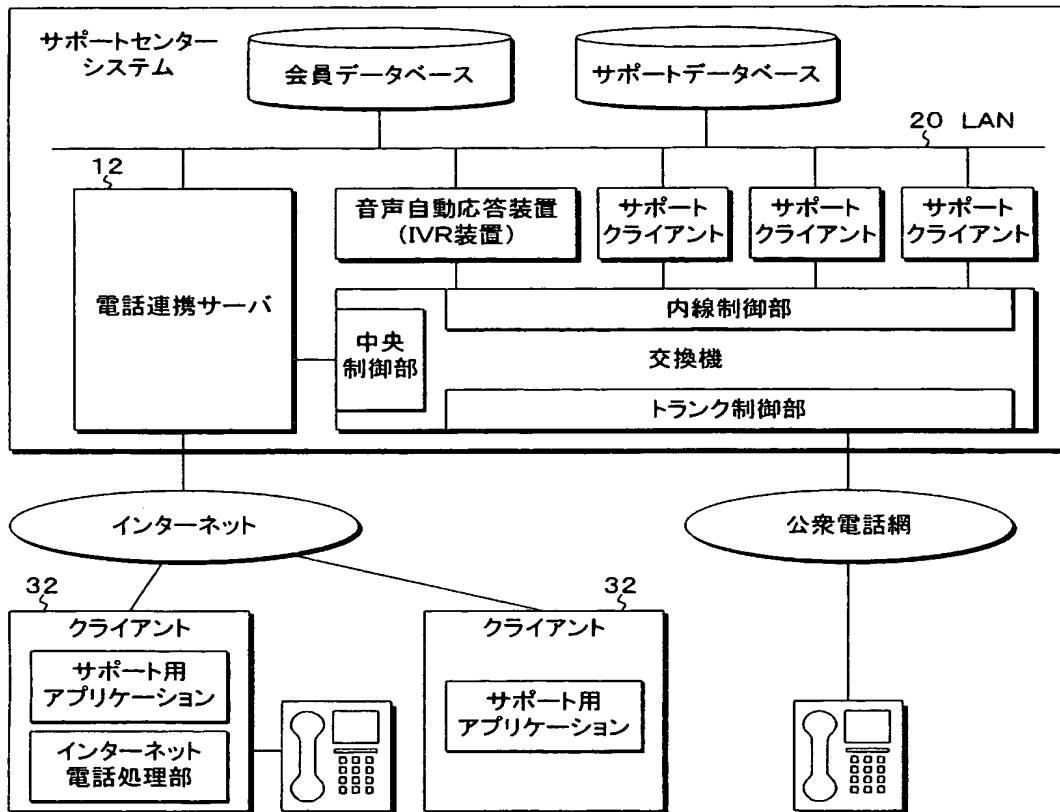 サポートセンター
システム
会員データベース
サポートデータベース
20 LAN
12
音声自動応答装置
(IVR装置)
サポート
クライアント
サポート
クライアント
サポート
クライアント
電話連携サーバ
内線制御部
中央
制御部
交換機
トランク制御部
インターネット
公衆電話網
32
クライアント
サポート用
アプリケーション
インターネット
電話処理部
32
クライアント
サポート用
アプリケーション